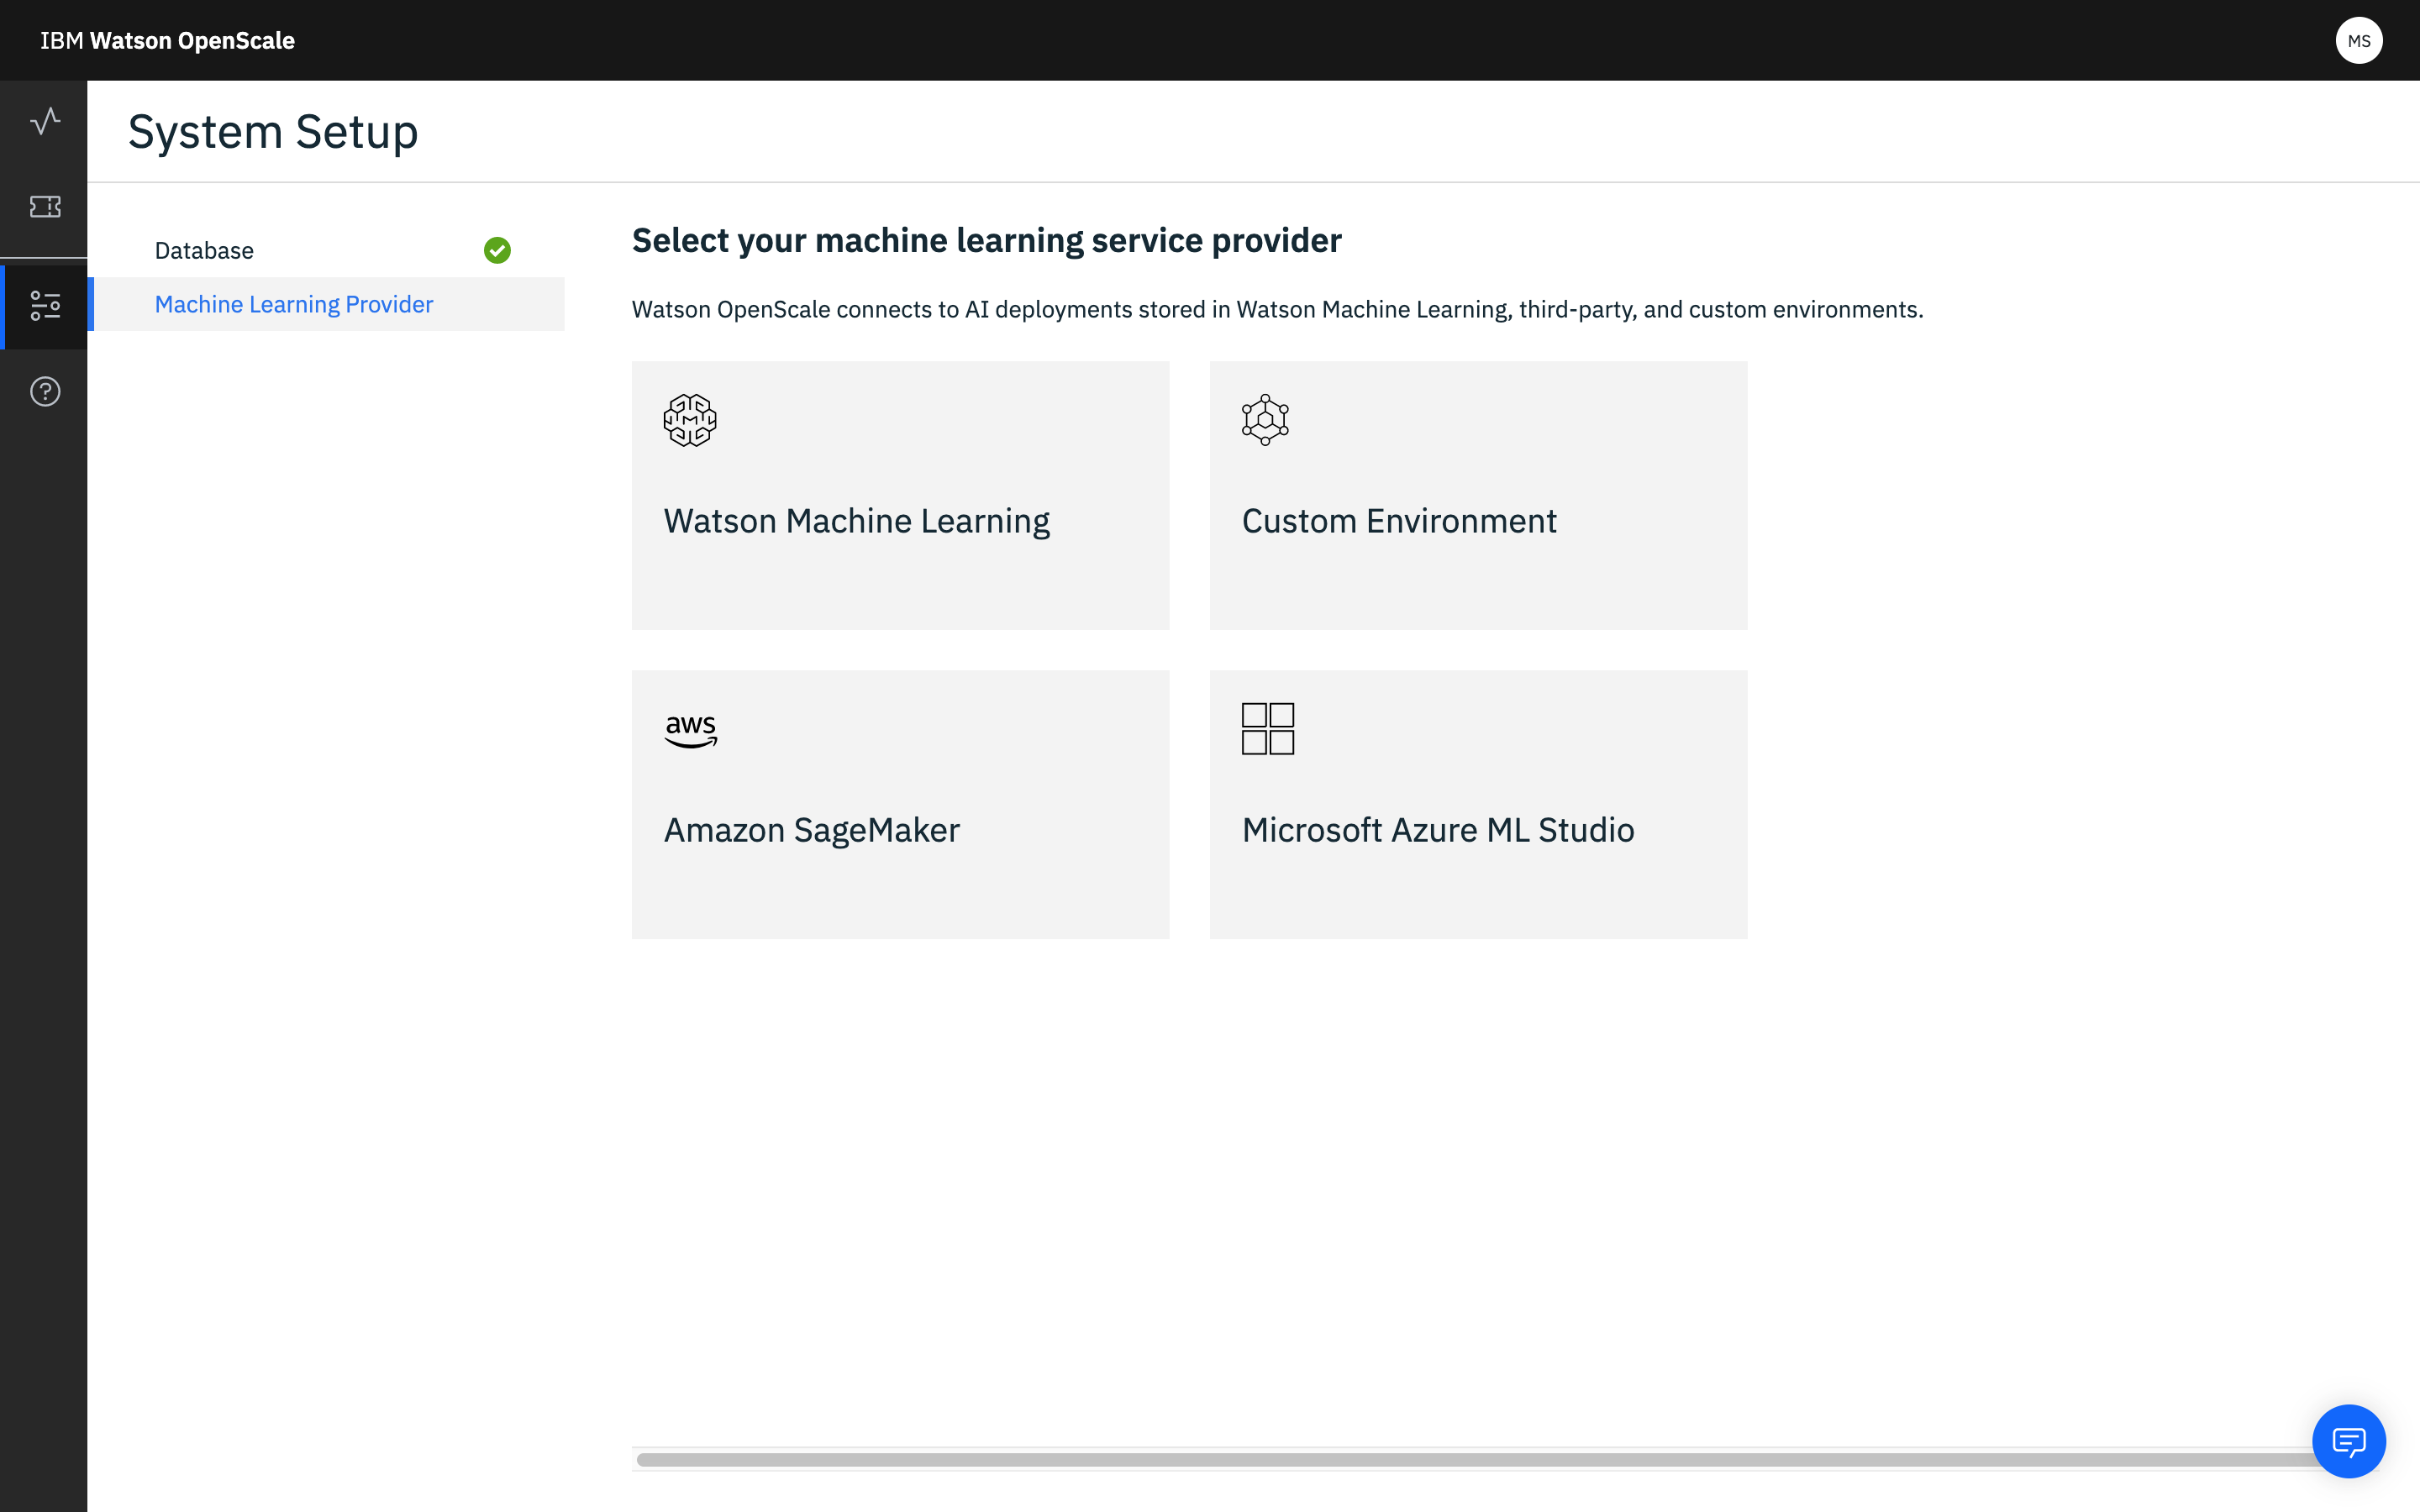 IBM Watson OpenScale
MS
System Setup
Database
Machine Learning Provider
Select your machine learning service provider
Watson OpenScale connects to AI deployments stored in Watson Machine Learning, third-party, and custom environments.
Watson Machine Learning
Custom Environment
aws
Amazon SageMaker
Microsoft Azure ML Studio